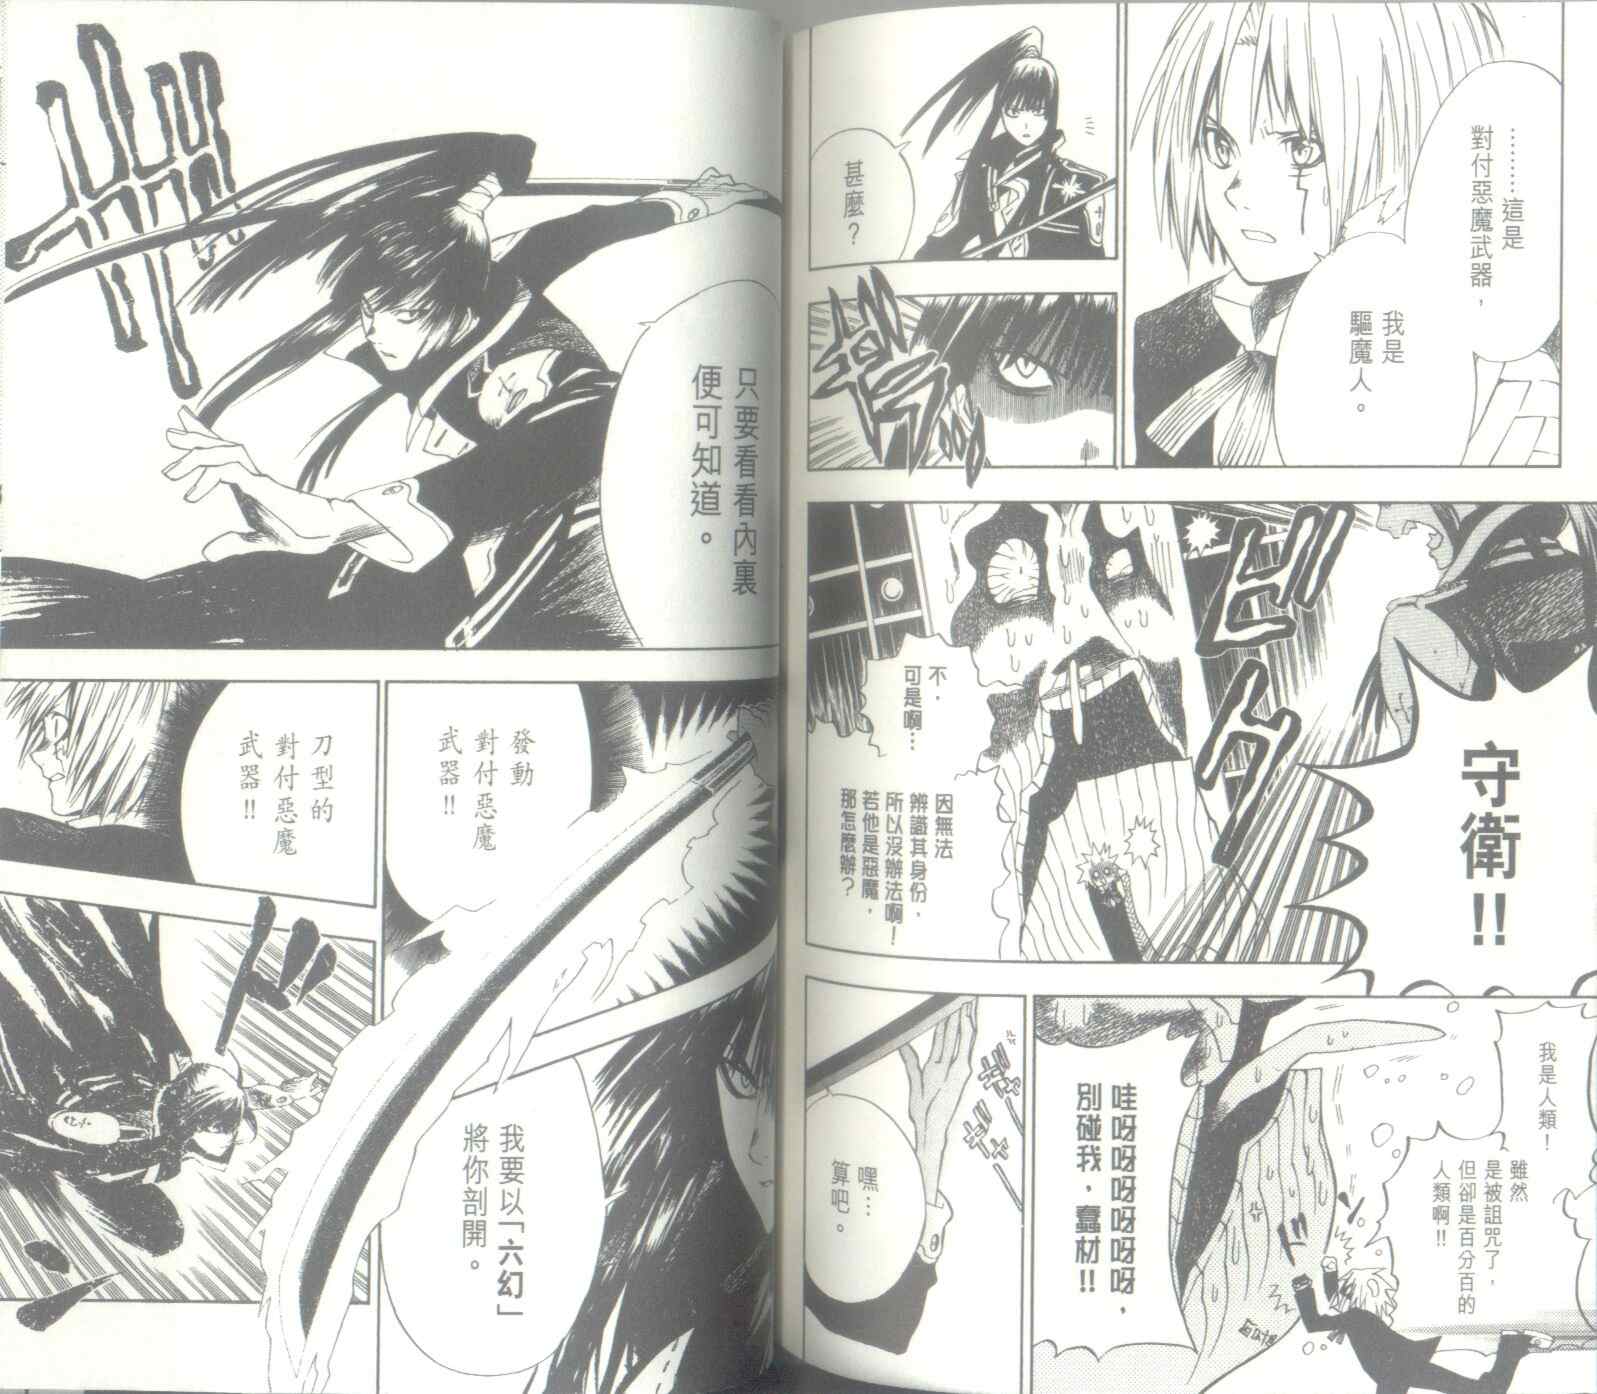 ………這是
對付惡魔武器，
我是
驅魔人。
甚麼？
守衛!!
ビビクウ
不，
可是啊…
因無法
辨識其身份，
所以沒辦法啊！
若他是惡魔，
那怎麼辦？
我是人類！
雖然
是被詛咒了，
但卻是百分百的
人類啊!!
哇呀呀呀呀呀呀呀，
別碰我，蠢材!!
嘿…
算吧。
只要看看內裏
便可知道。
發動
對付惡魔
武器!!
刀型的
對付惡魔
武器!!
ド
我要以「六幻」
將你剖開。